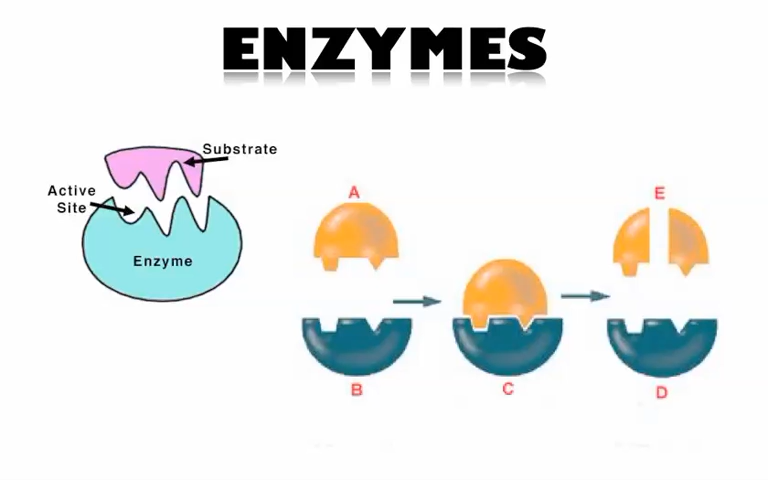 ENZYMES
Substrate
Active
Site
Enzyme
A
E
B
C
D